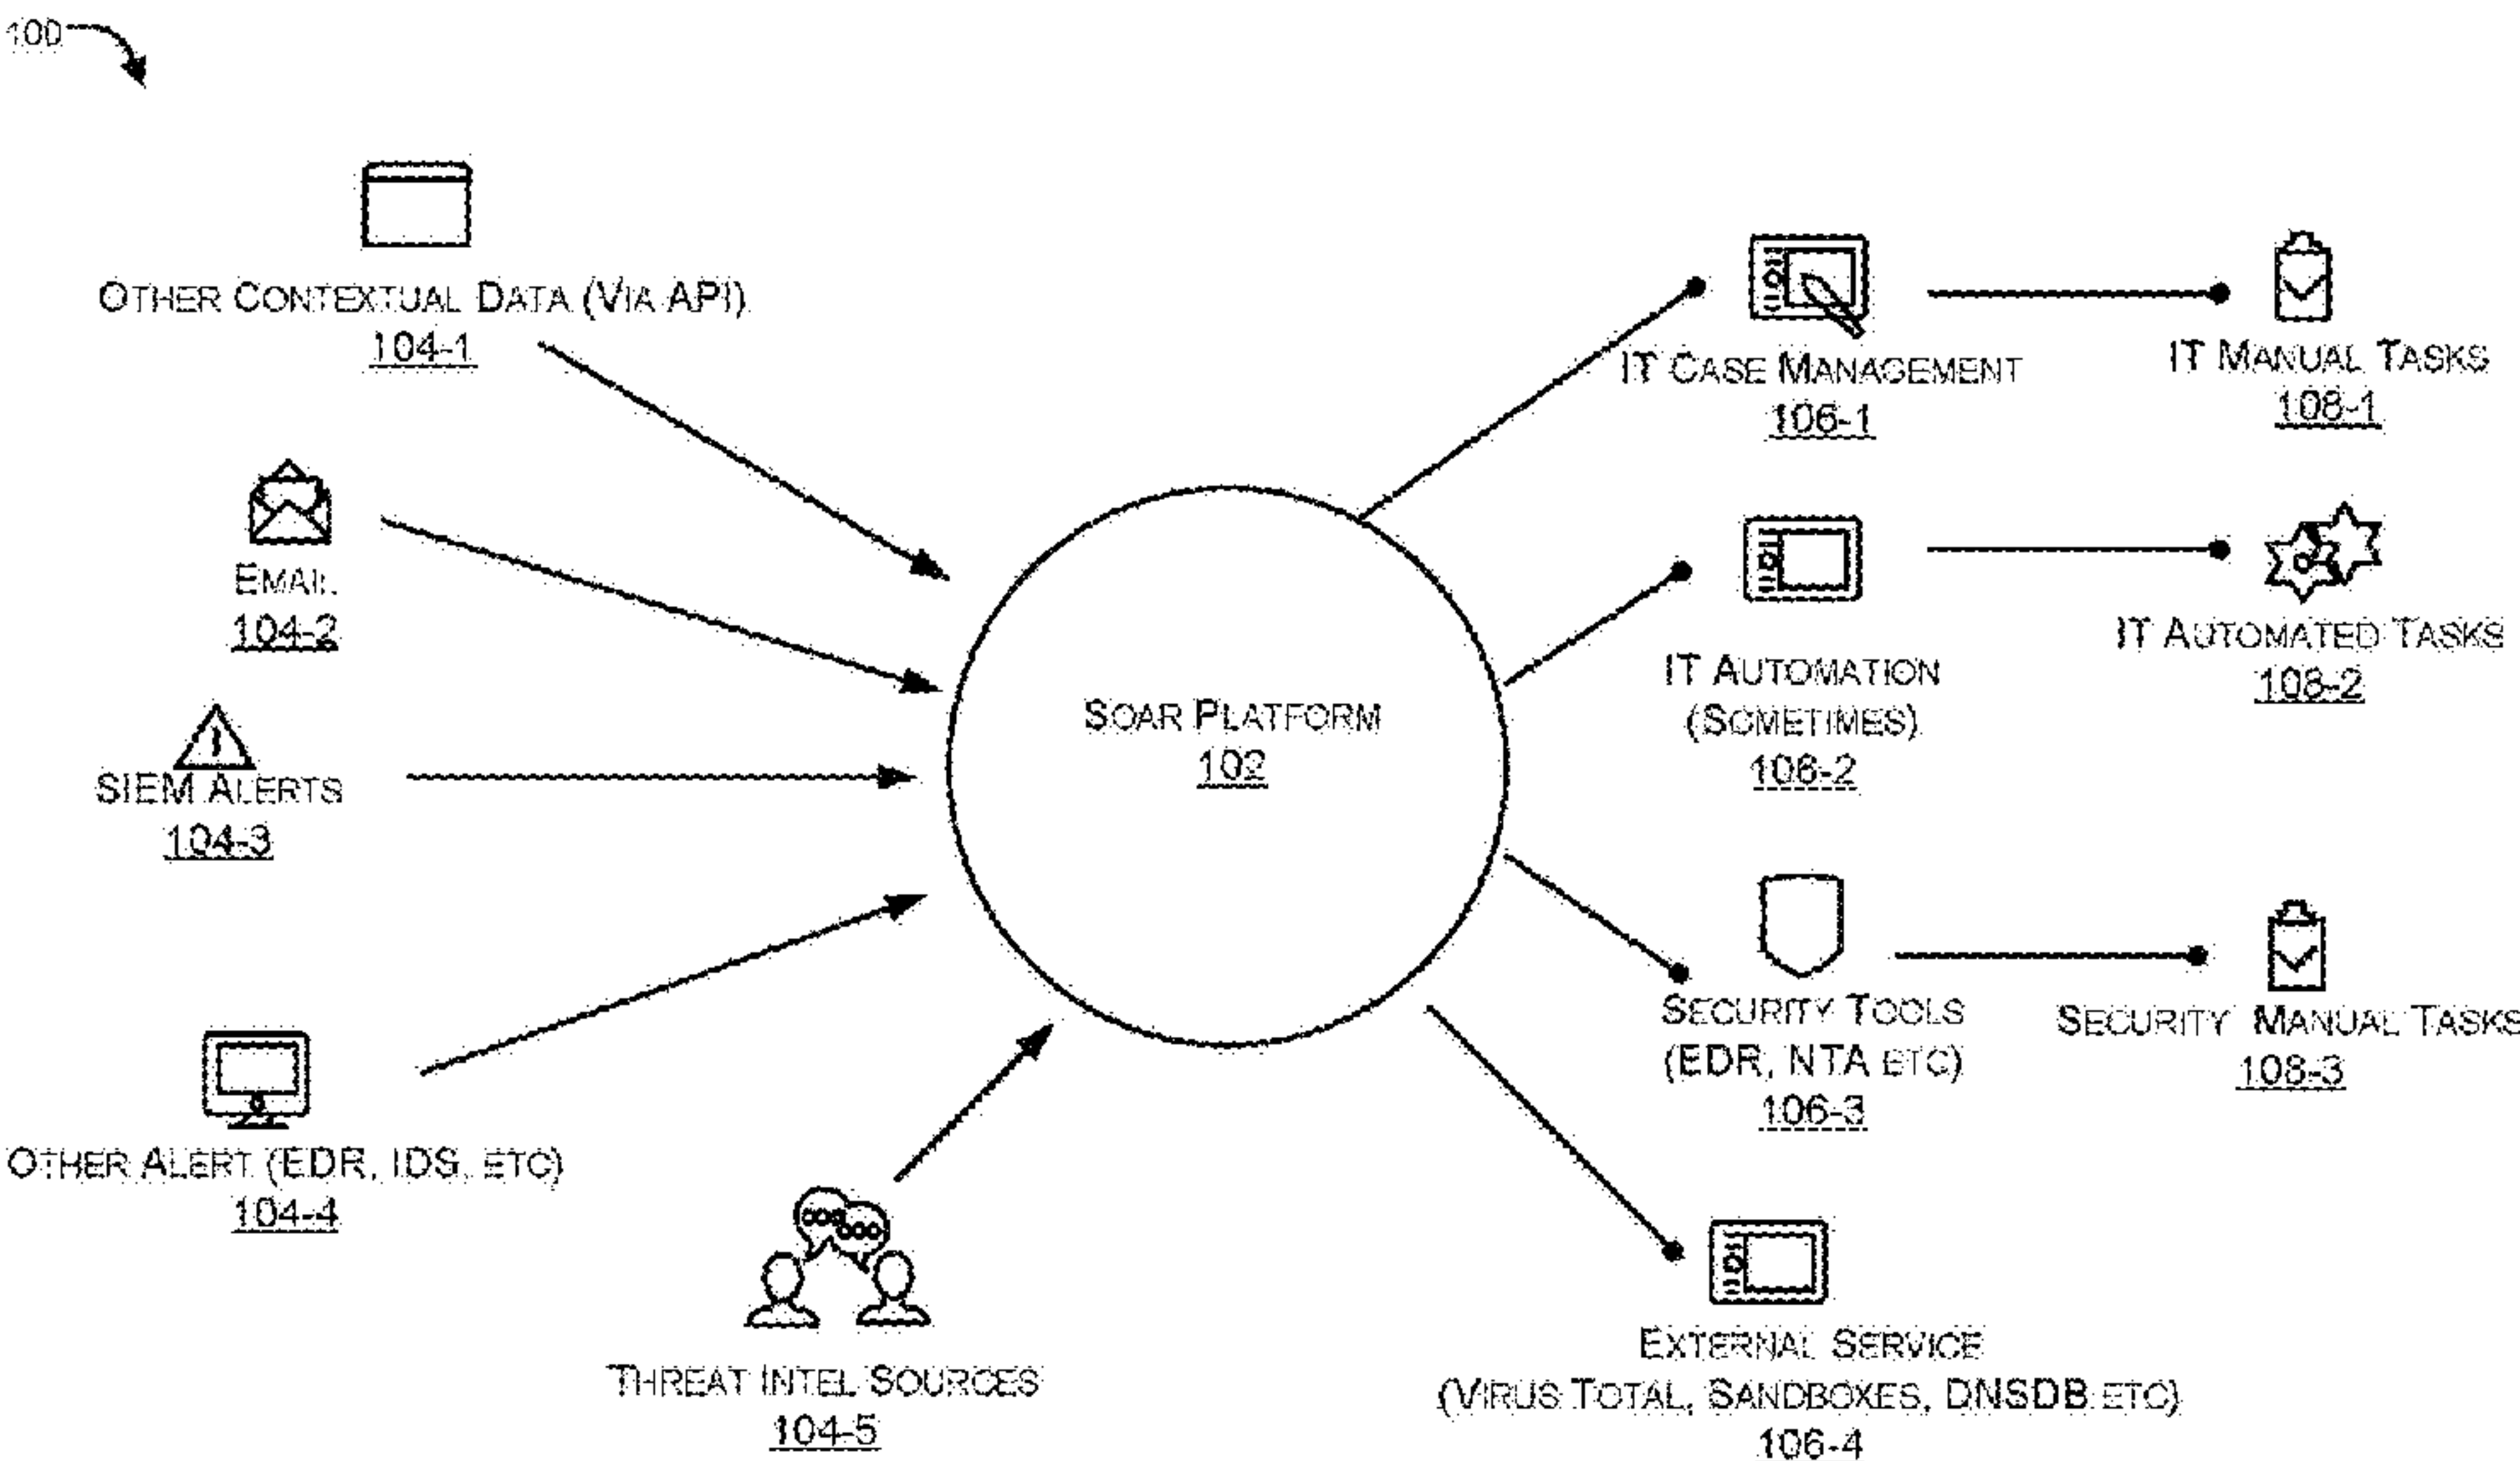 100
OTHER CONTEXTUAL DATA (VIA API)
104-1
EMAIL
104-2
SIEM ALERTS
104-3
OTHER ALERT (EDR, IDS, ETC)
104-4
THREAT INTEL SOURCES
104-5
SOAR PLATFORM
102
IT CASE MANAGEMENT
106-1
IT AUTOMATION
(SOMETIMES)
106-2
SECURITY TOOLS
(EDR, NTA ETC)
106-3
EXTERNAL SERVICE
(VIRUS TOTAL, SANDBOXES, DNSDB ETC)
106-4
IT MANUAL TASKS
108-1
IT AUTOMATED TASKS
108-2
SECURITY MANUAL TASKS
108-3